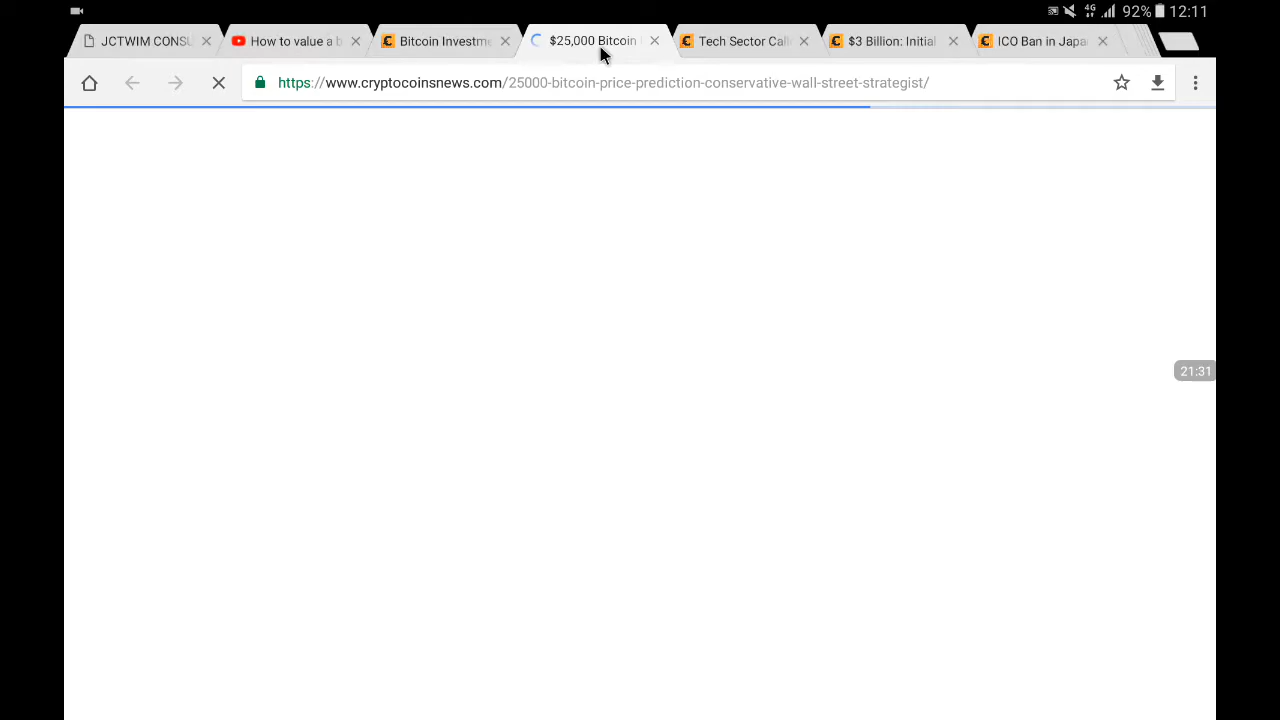 4G 92% 12:11
JCTWIM CONSU
How to value a b
Bitcoin Investme
$25,000 Bitcoin
Tech Sector Call
$3 Billion: Initial
ICO Ban in Japa
https://www.cryptocoinsnews.com/25000-bitcoin-price-prediction-conservative-wall-street-strategist/
21:31